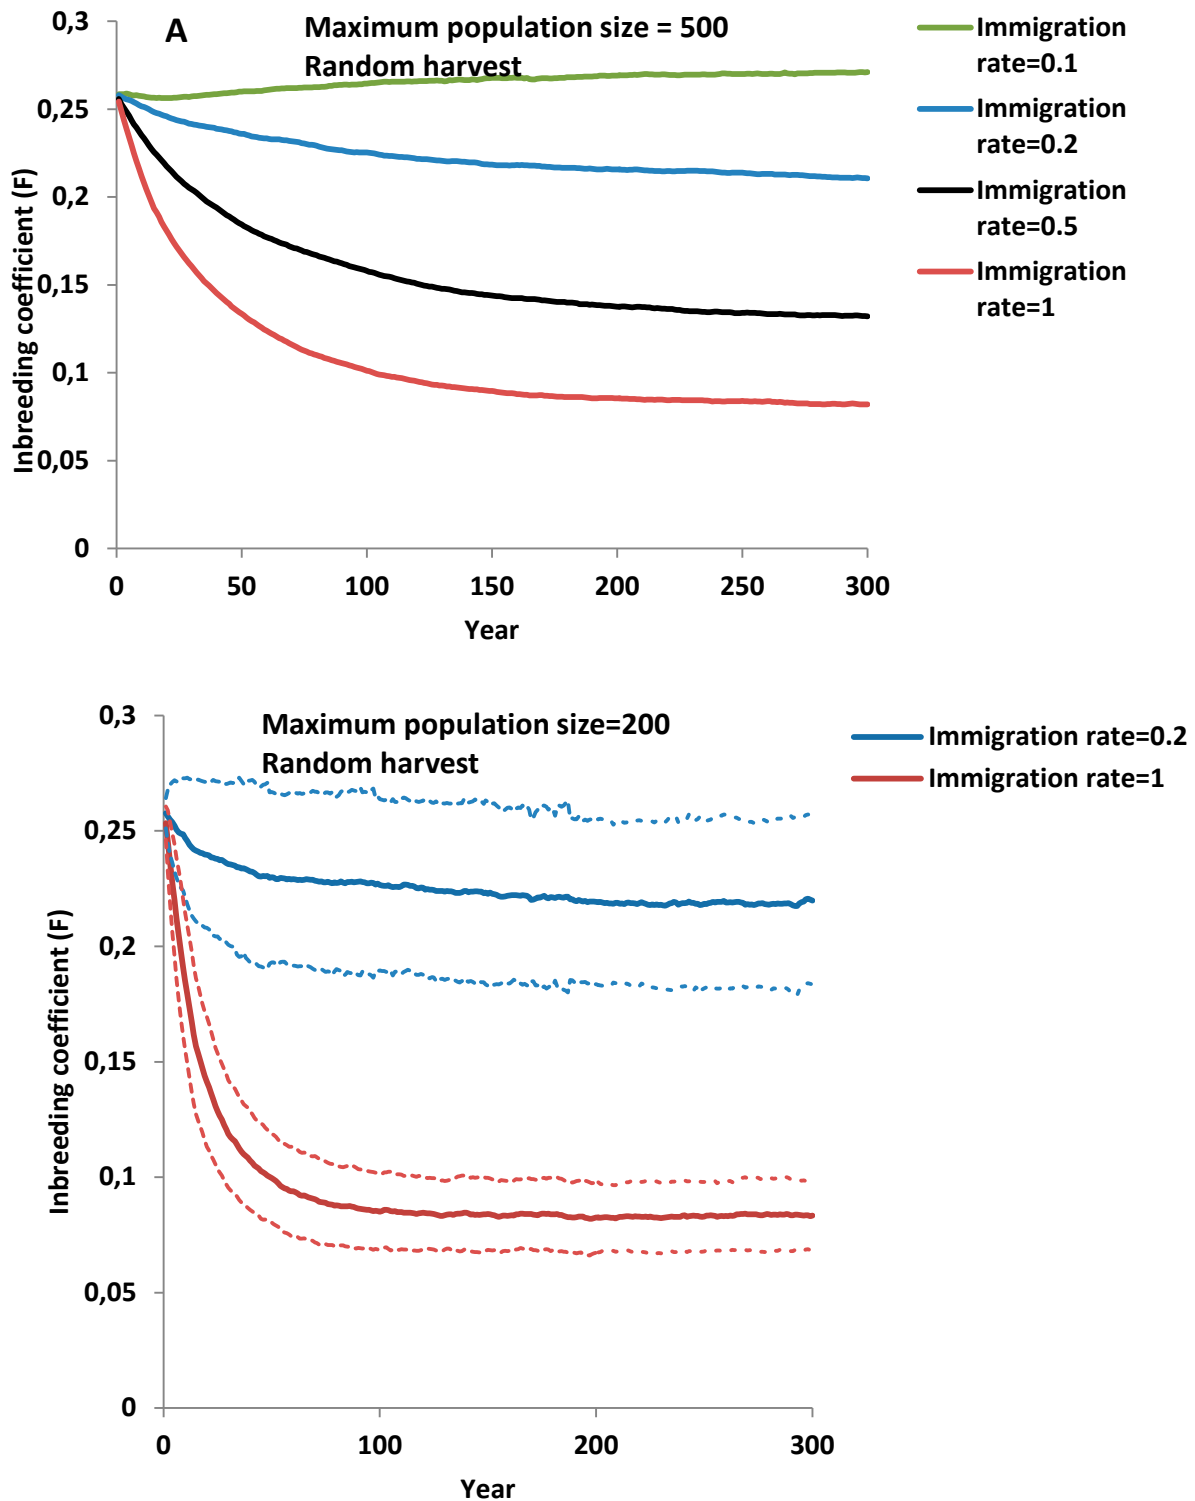 A
Maximum population size = 500
Random harvest
Inbreeding coefficient (F)
0,3
0,25
0,2
0,15
0,1
0,05
0
0 50 100 150 200 250 300
Year
Immigration
rate=0.1
Immigration
rate=0.2
Immigration
rate=0.5
Immigration
rate=1
Maximum population size=200
Random harvest
Inbreeding coefficient (F)
0,3
0,25
0,2
0,15
0,1
0,05
0
0 100 200 300
Year
Immigration rate=0.2
Immigration rate=1